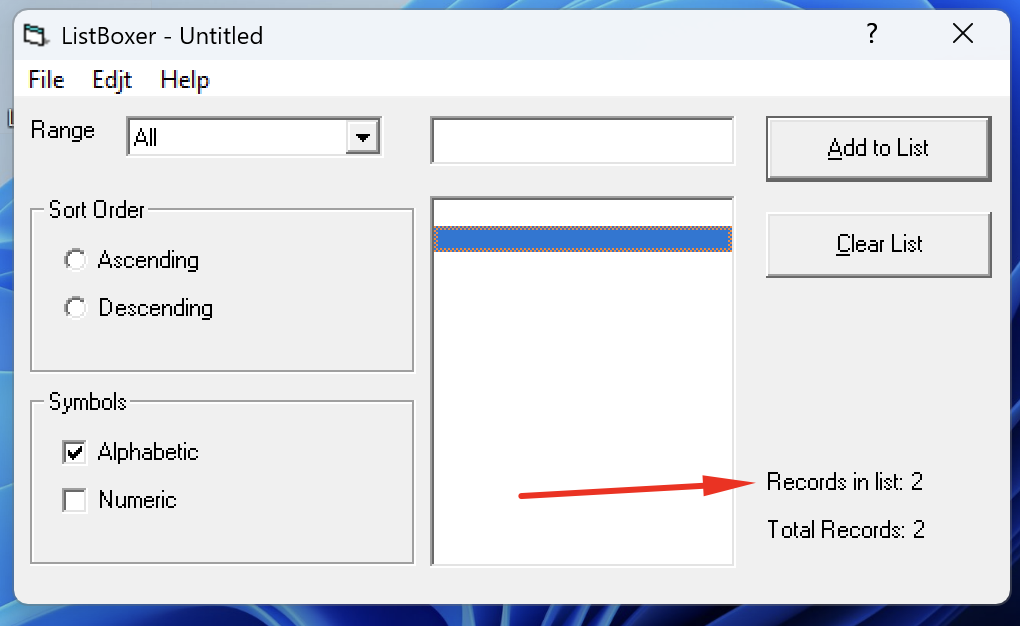 ListBoxer - Untitled
?
File Edjt Help
Range
All
Add to List
Sort Order
Clear List
Ascending
Descending
Symbols
Alphabetic
Numeric
Records in list: 2
Total Records: 2